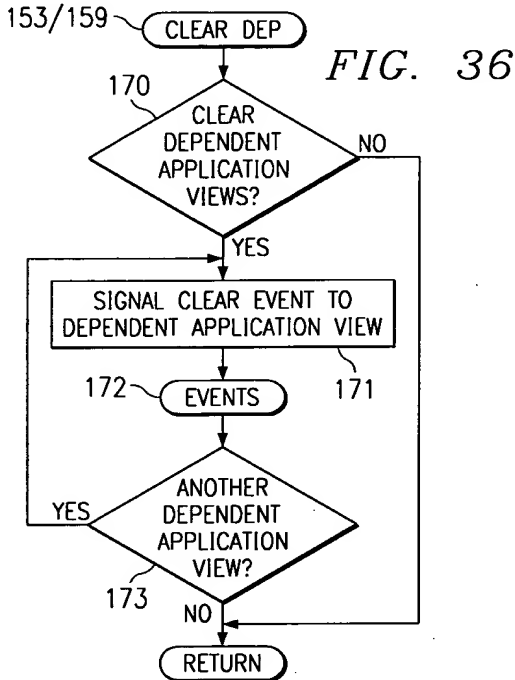 153/159
CLEAR DEP
FIG. 36
170
CLEAR
DEPENDENT
APPLICATION
VIEWS?
NO
YES
SIGNAL CLEAR EVENT TO
DEPENDENT APPLICATION VIEW
171
172
EVENTS
YES
ANOTHER
DEPENDENT
APPLICATION
VIEW?
173
NO
RETURN